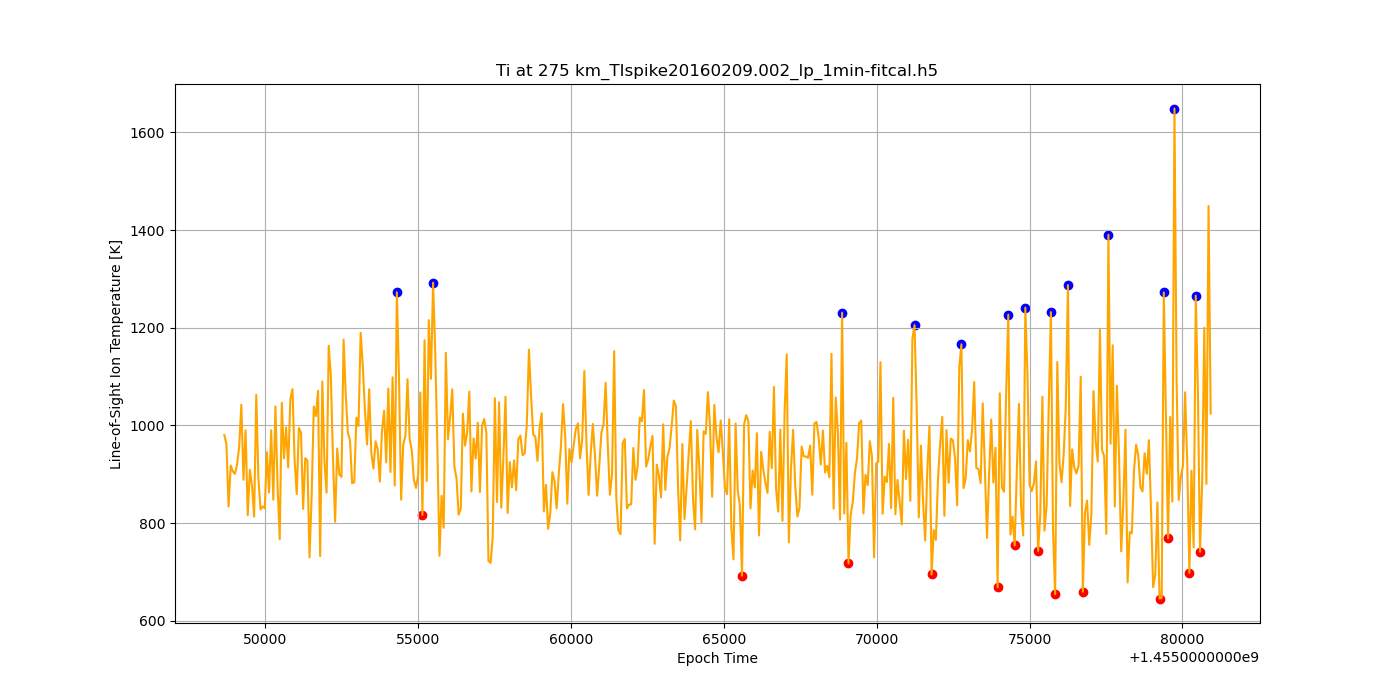 Ti at 275 km_TIspike20160209.002_lp_1min-fitcal.h5
Line-of-Sight Ion Temperature [K]
1600
1400
1200
1000
800
600
50000 55000 60000 65000 70000 75000 80000
Epoch Time
+1.4550000000e9